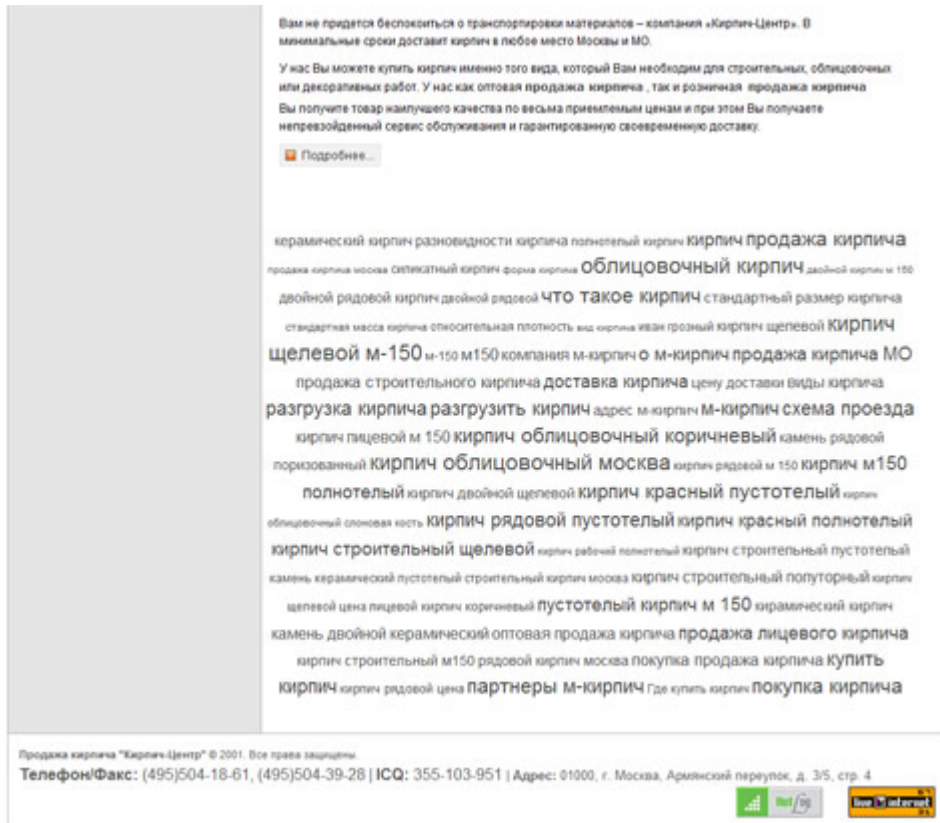 Вам не придется беспокоиться о транспортировки материалов – компания «Кирпич-Центр». В
минимальные сроки доставит кирпич в любое место Москвы и МО.
У нас Вы можете купить кирпич именно того вида, который Вам необходим для строительных, облицовочных
или декоративных работ. У нас как оптовая продажа кирпича , так и розничная продажа кирпича
Вы получите товар наилучшего качества по весьма приемлемым ценам и при этом Вы получаете
непревзойденный сервис обслуживания и гарантированную своевременную доставку.
Подробнее...
керамический кирпич разновидности кирпича полнотелый кирпич кирпич продажа кирпича
продажа кирпича москва силикатный кирпич форма кирпича облицовочный кирпич двойной кирпич м 150
двойной рядовой кирпич двойной рядовой что такое кирпич стандартный размер кирпича
стандартная масса кирпича относительная плотность вид кирпича иван грозный кирпич щелевой кирпич
щелевой м-150 м-150 м150 компания м-кирпич о м-кирпич продажа кирпича МО
продажа строительного кирпича доставка кирпича цену доставки виды кирпича
разгрузка кирпича разгрузить кирпич адрес м-кирпич м-кирпич схема проезда
кирпич лицевой м 150 кирпич облицовочный коричневый камень рядовой
поризованный кирпич облицовочный москва кирпич рядовой м 150 кирпич м150
полнотелый кирпич двойной щелевой кирпич красный пустотелый кирпич
облицовочный слоновая кость кирпич рядовой пустотелый кирпич красный полнотелый
кирпич строительный щелевой кирпич рабочий полнотелый кирпич строительный пустотелый
камень керамический пустотелый строительный кирпич москва кирпич строительный полуторный кирпич
щелевой цена лицевой кирпич коричневый пустотелый кирпич м 150 кирамический кирпич
камень двойной керамический оптовая продажа кирпича продажа лицевого кирпича
кирпич строительный м150 рядовой кирпич москва покупка продажа кирпича купить
кирпич кирпич рядовой цена партнеры м-кирпич Где купить кирпич покупка кирпича
Продажа кирпича "Кирпич-Центр" © 2001. Все права защищены.
Телефон/Факс: (495)504-18-61, (495)504-39-28 | ICQ: 355-103-951 | Адрес: 01000, г. Москва, Армянский переулок, д. 3/5, стр. 4
HotLog
live internet